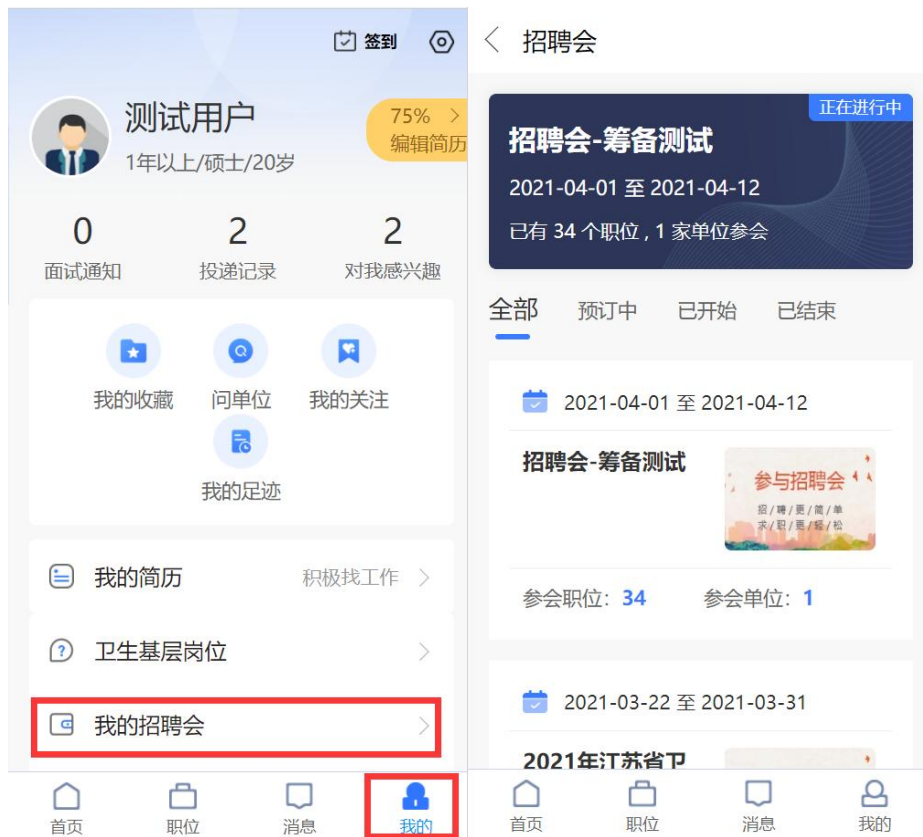 签到
测试用户
75%
编辑简历
1年以上/硕士/20岁
0 2 2
面试通知 投递记录 对我感兴趣
我的收藏 问单位 我的关注
我的足迹
我的简历 积极找工作
卫生基层岗位
我的招聘会
首页 职位 消息 我的
招聘会
正在进行中
招聘会-筹备测试
2021-04-01 至 2021-04-12
已有 34 个职位 , 1 家单位参会
全部 预订中 已开始 已结束
2021-04-01 至 2021-04-12
招聘会-筹备测试
参与招聘会
招/聘/更/简/单
求/职/更/轻/松
参会职位: 34 参会单位: 1
2021-03-22 至 2021-03-31
2021年江苏省卫
首页 职位 消息 我的